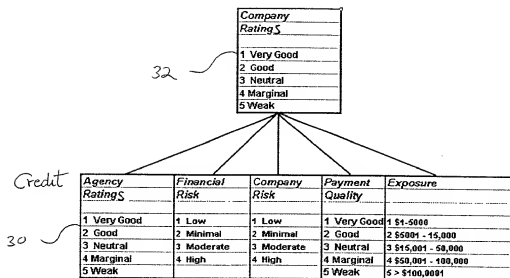 Company
Ratings
1 Very Good
2 Good
3 Neutral
4 Marginal
5 Weak
32
Credit
Agency Financial Company Payment Exposure
Ratings Risk Risk Quality
1 Very Good 1 Low 1 Low 1 Very Good 1 $1-5000
2 Good 2 Minimal 2 Minimal 2 Good 2 $5001 - 15,000
3 Neutral 3 Moderate 3 Moderate 3 Neutral 3 $15,001 - 50,000
4 Marginal 4 High 4 High 4 Marginal 4 $50,001 - 100,000
5 Weak 5 Weak 5 > $100,0001
30